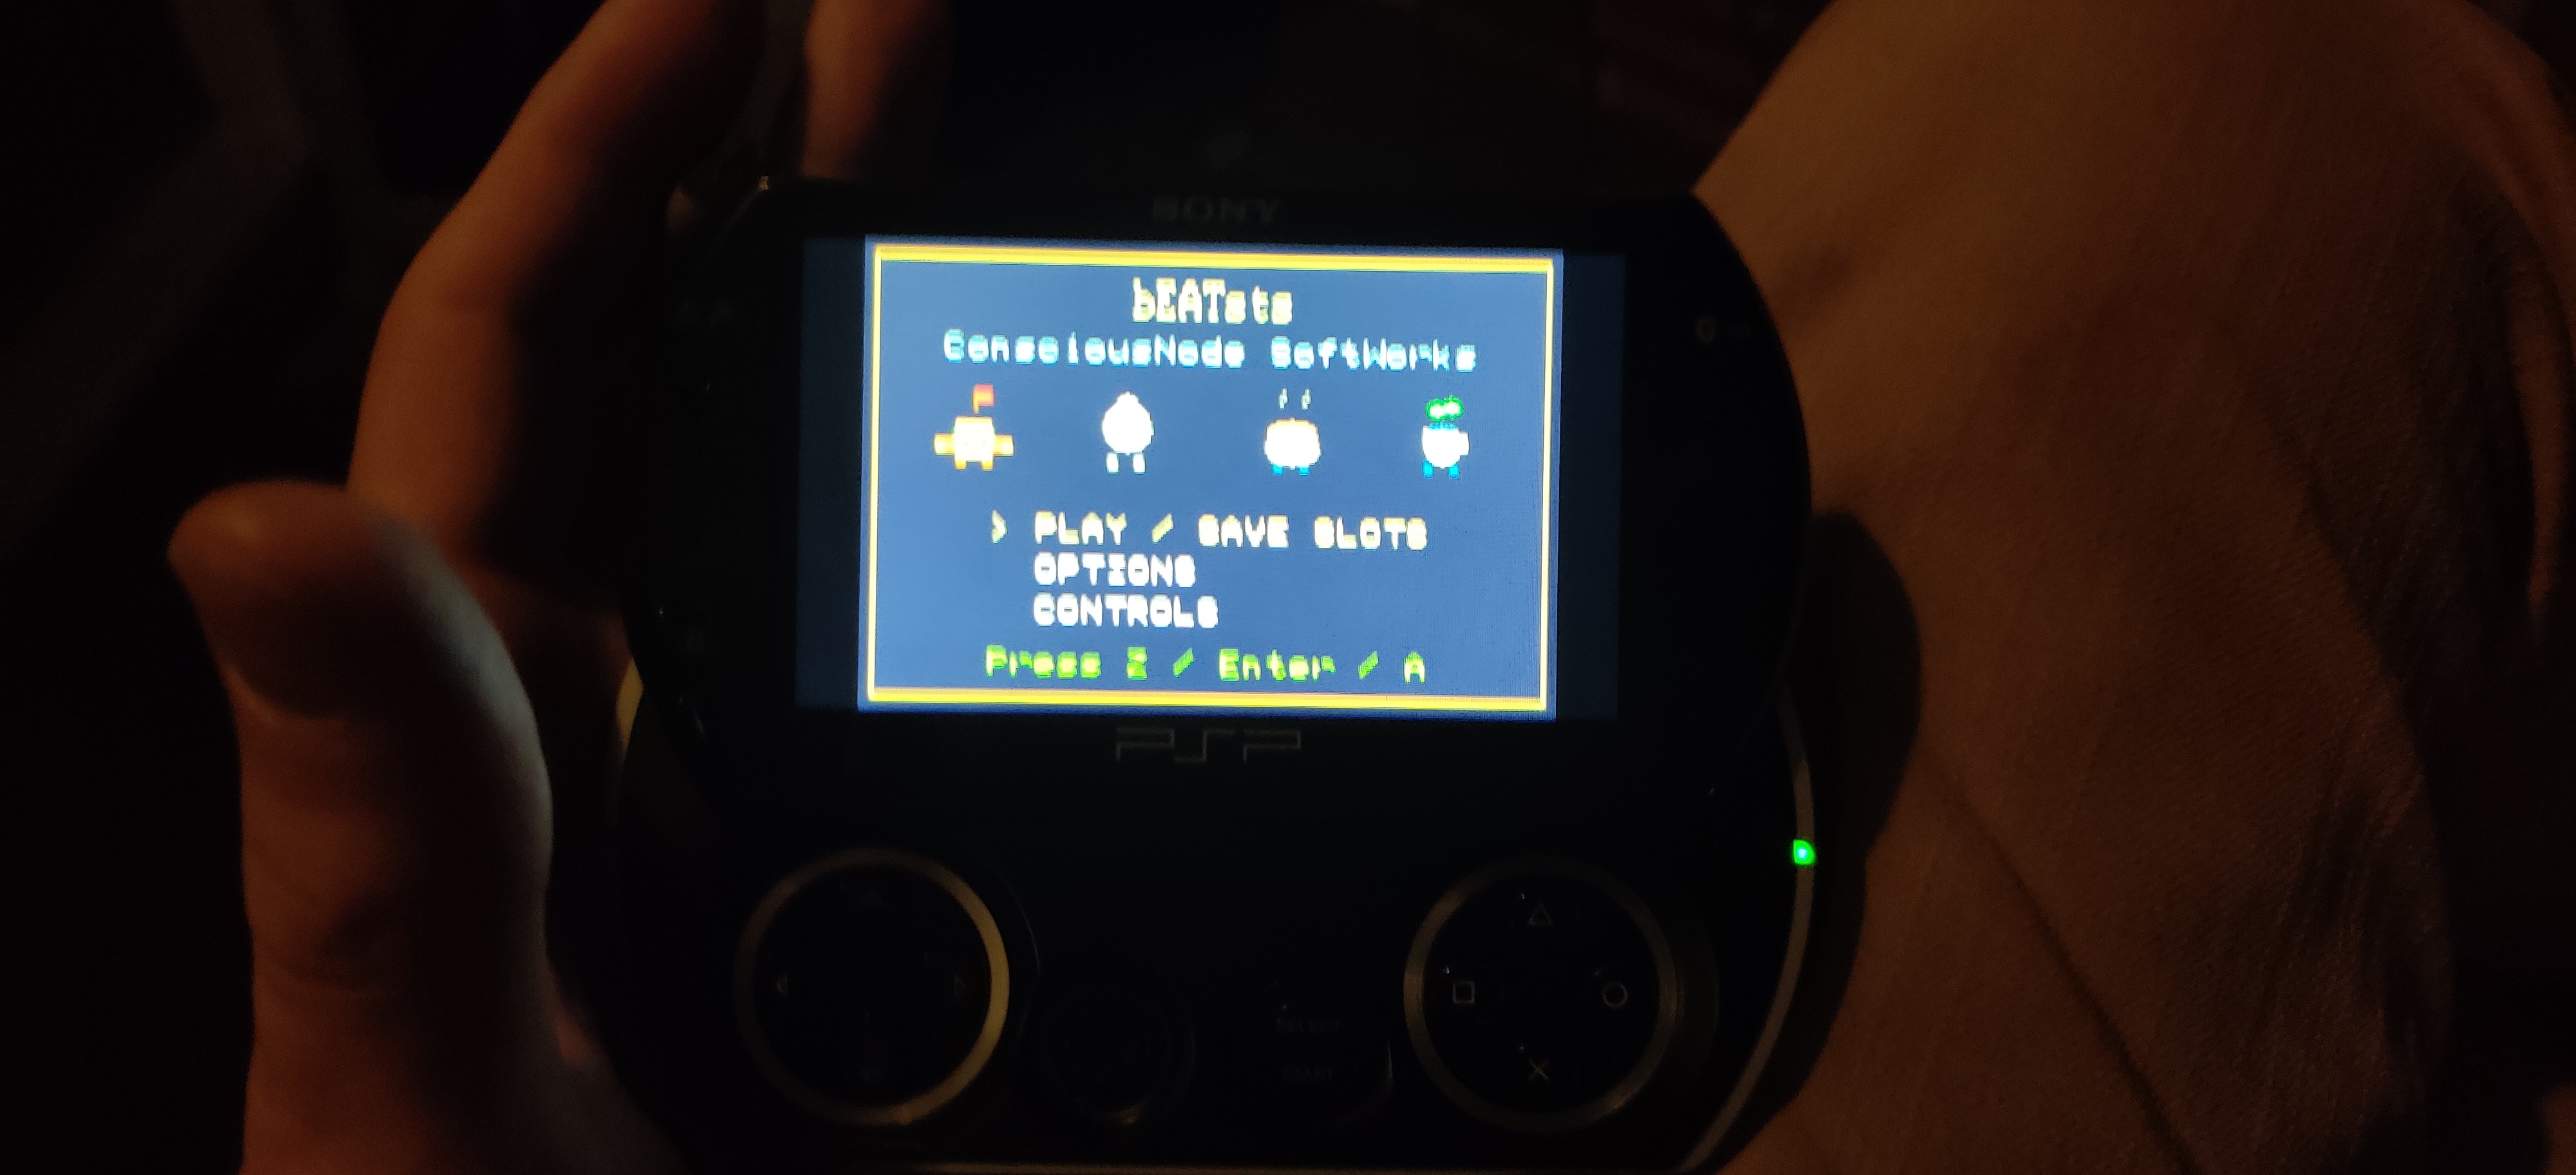 SONY
bEATsts
ConsciousNode SoftWorks
> PLAY / SAVE SLOTS
OPTIONS
CONTROLS
Press Z / Enter / A
PSP